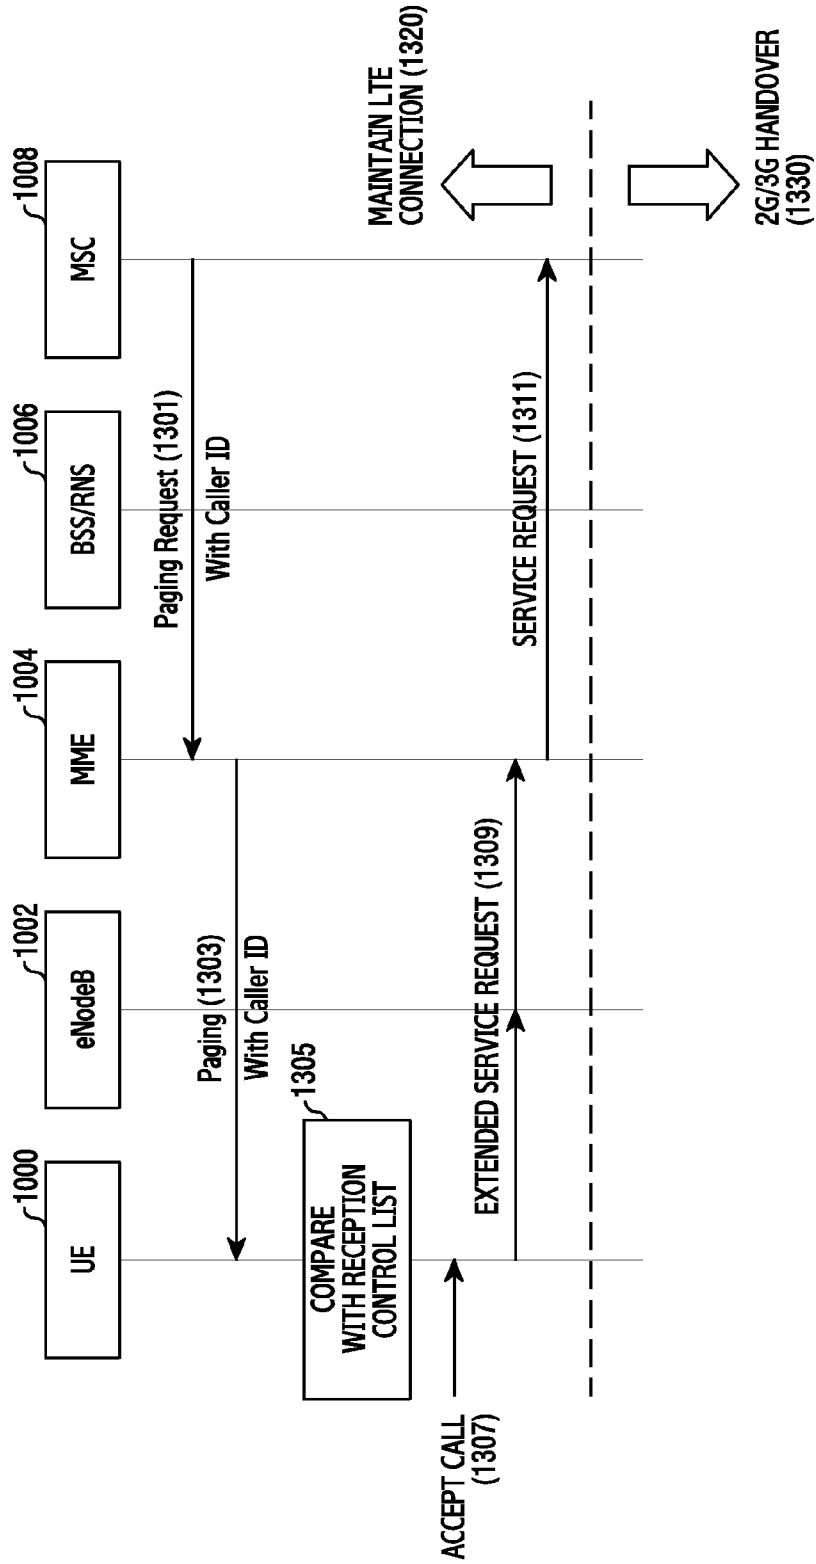 1000
UE
1002
eNodeB
1004
MME
1006
BSS/RNS
1008
MSC
Paging Request (1301)
With Caller ID
Paging (1303)
With Caller ID
1305
COMPARE
WITH RECEPTION
CONTROL LIST
ACCEPT CALL
(1307)
EXTENDED SERVICE REQUEST (1309)
SERVICE REQUEST (1311)
MAINTAIN LTE
CONNECTION (1320)
2G/3G HANDOVER
(1330)